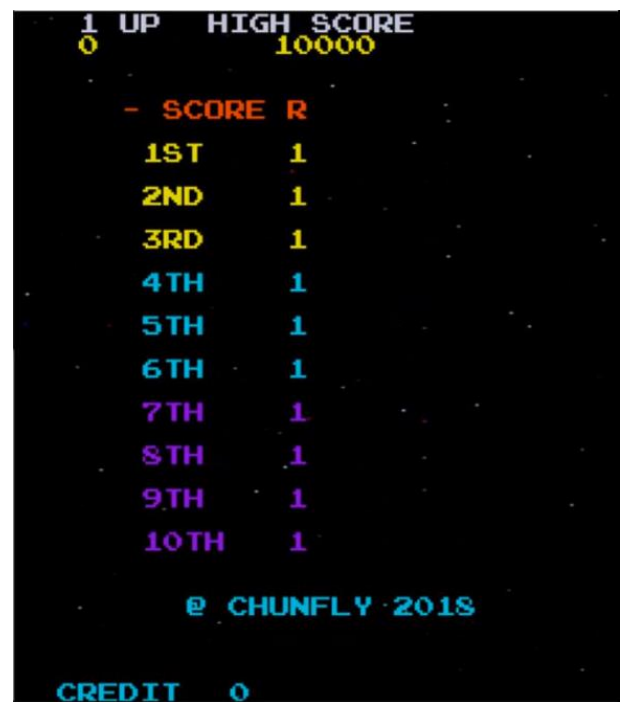 1 UP HIGH SCORE
0 10000
- SCORE R
1ST 1
2ND 1
3RD 1
4TH 1
5TH 1
6TH 1
7TH 1
8TH 1
9TH 1
10TH 1
@ CHUNFLY 2018
CREDIT 0